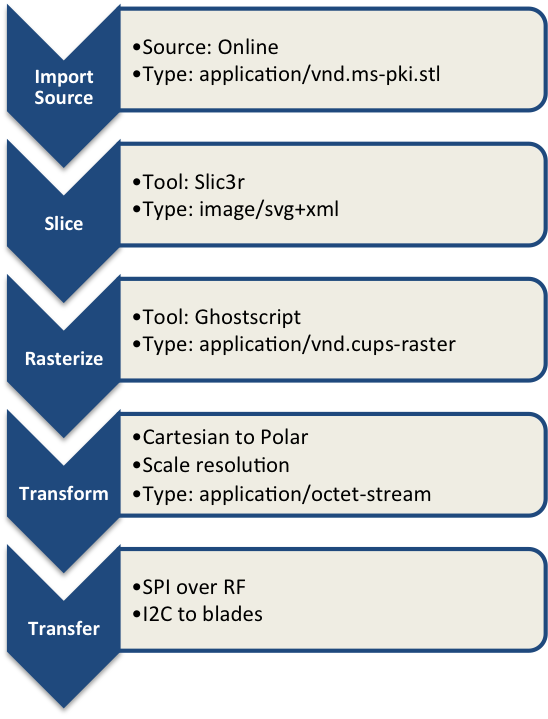 Import
Source
•Source: Online
•Type: application/vnd.ms-pki.stl
Slice
•Tool: Slic3r
•Type: image/svg+xml
Rasterize
•Tool: Ghostscript
•Type: application/vnd.cups-raster
Transform
•Cartesian to Polar
•Scale resolution
•Type: application/octet-stream
Transfer
•SPI over RF
•I2C to blades